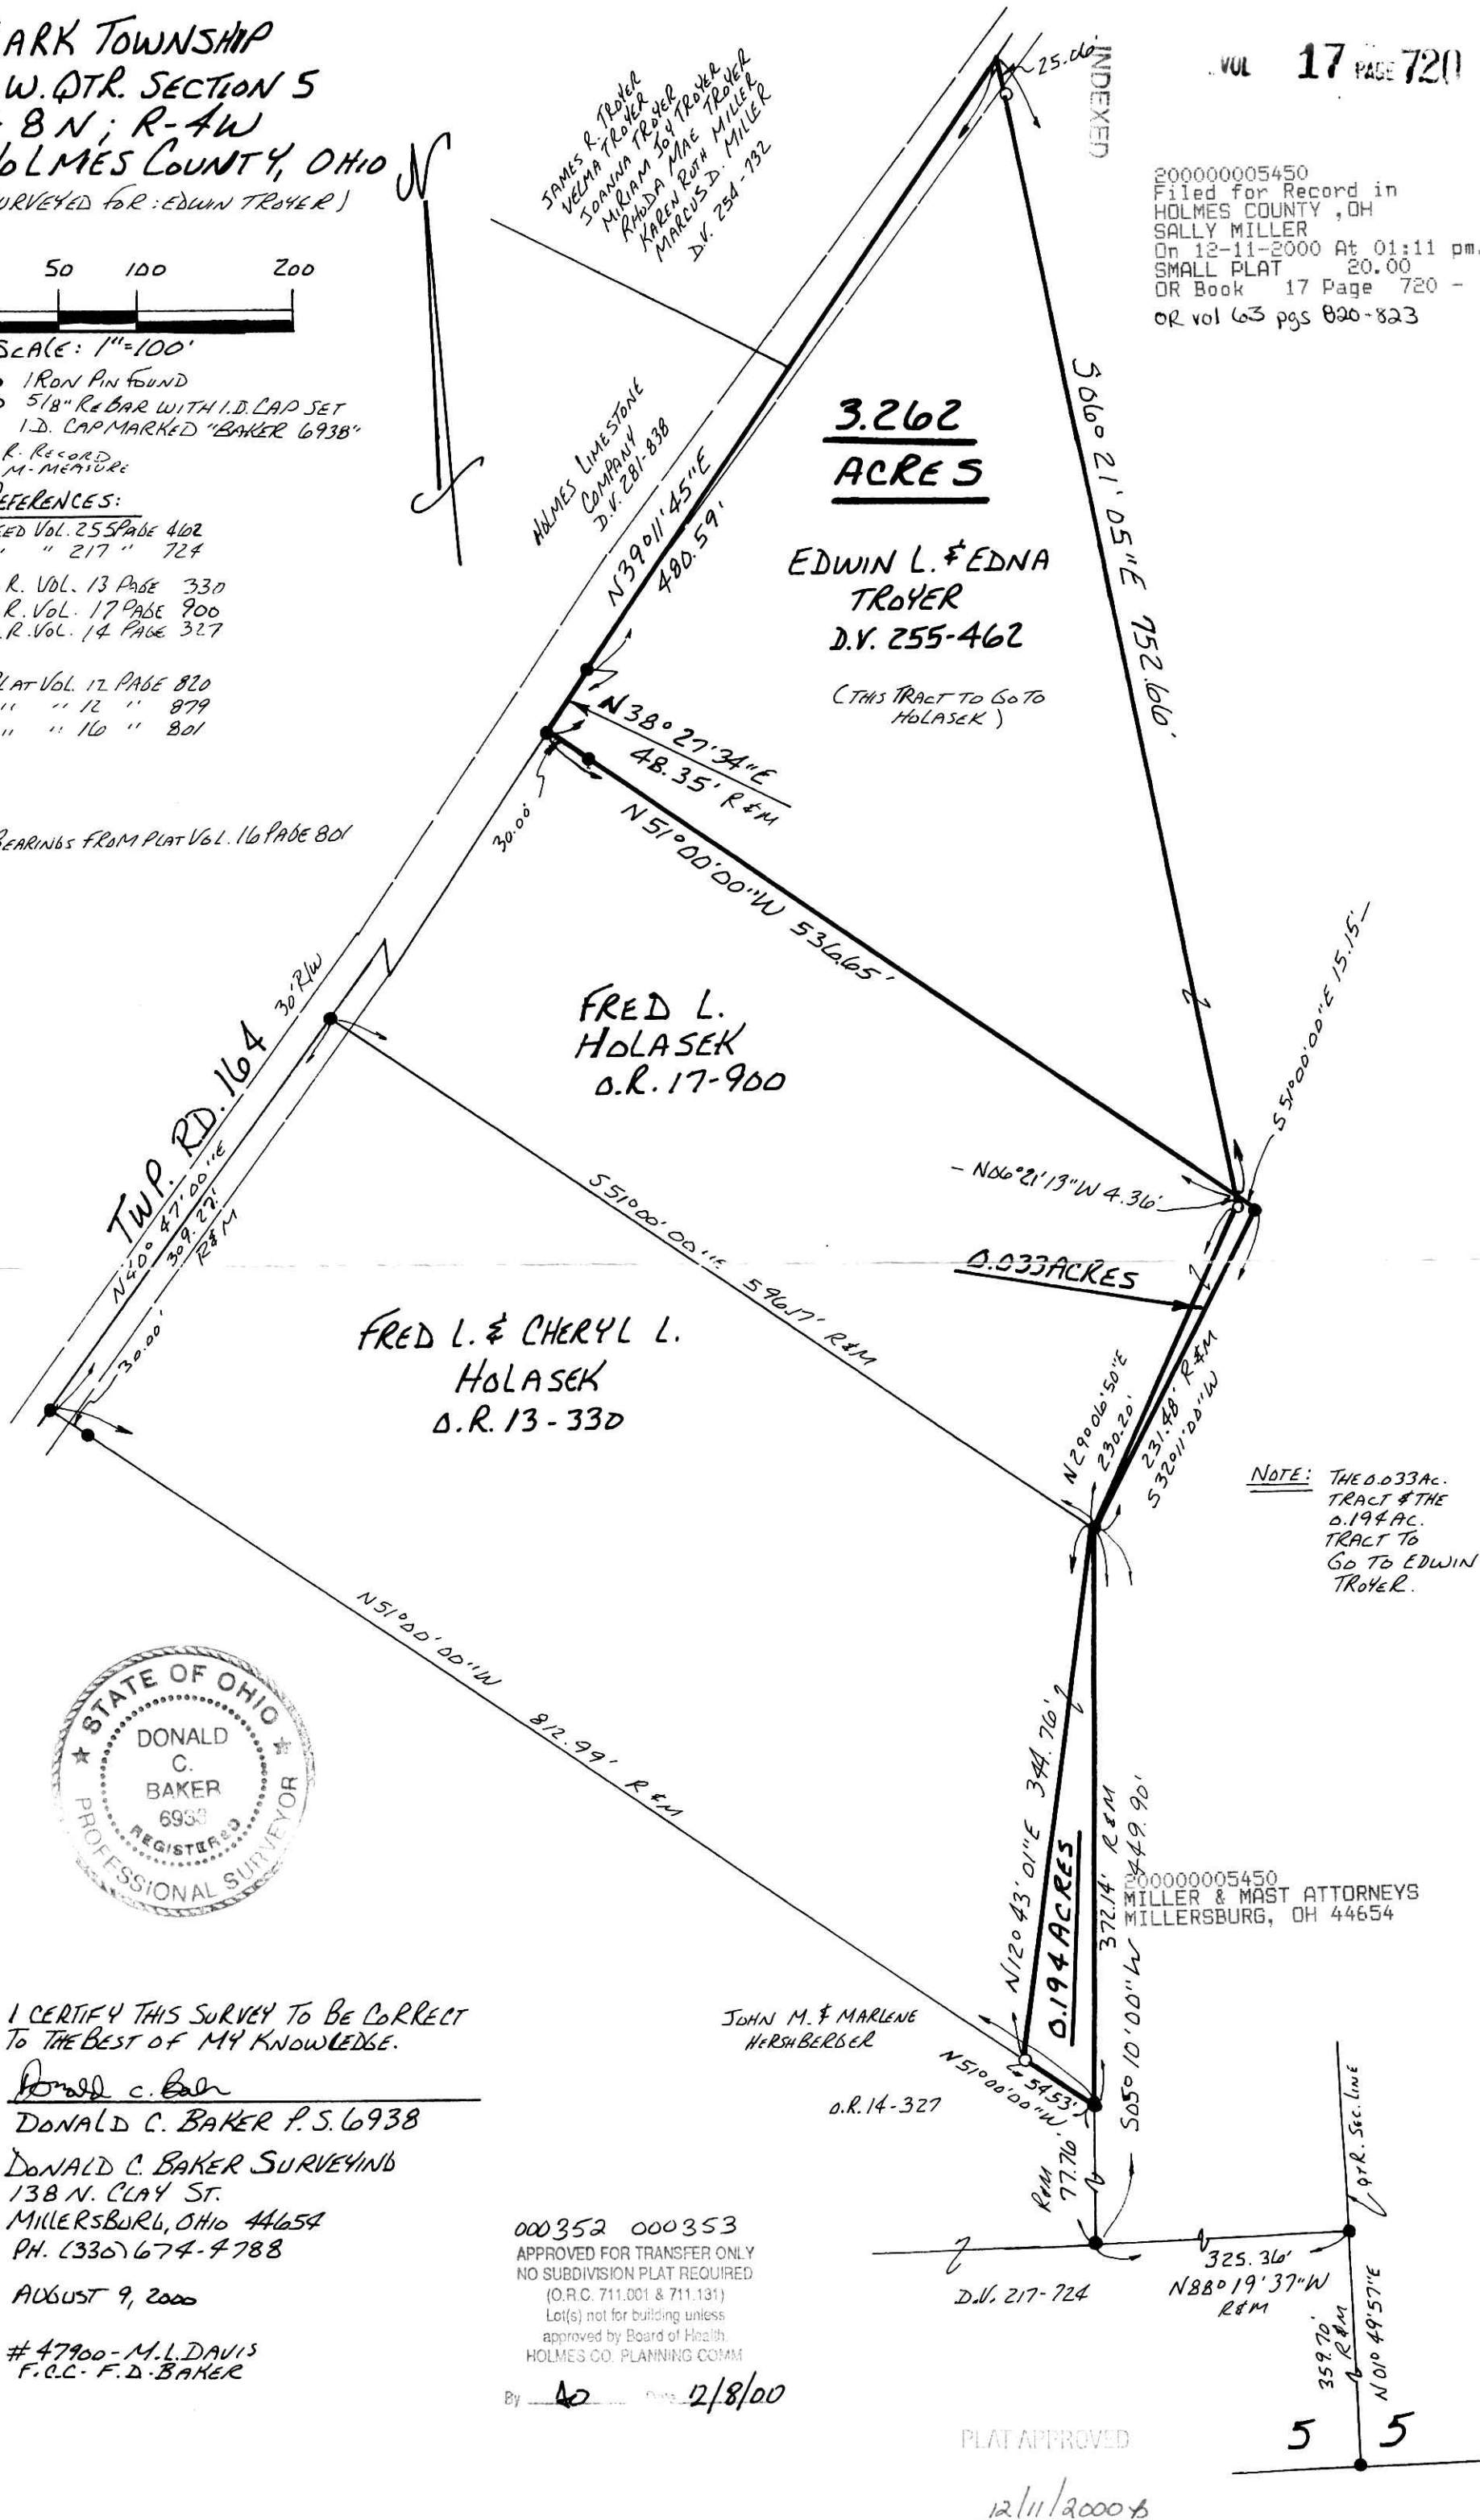 ARK TOWNSHIP
W. QTR. SECTION 5
8 N; R-4W
OLMES COUNTY, OHIO
URVEYED FOR: EDWIN TROYER)
N
50 100 200
SCALE: 1"=100'
IRON PIN FOUND
5/8" REBAR WITH I.D. CAP SET
I.D. CAP MARKED "BAKER 6938"
R- RECORD
M- MEASURE
EFERENCES:
ED VOL. 255 PAGE 462
" " 217 " 724
R. VOL. 13 PAGE 330
R. VOL. 17 PAGE 900
R. VOL. 14 PAGE 327
LAT VOL. 12 PAGE 820
" " 12 " 879
" " 16 " 801
EARINGS FROM PLAT VOL. 16 PAGE 801
JAMES R. TROYER
VELMA TROYER
JOANNA TROYER
MIRIAM JOY TROYER
RHODA MAE TROYER
KAREN RUTH MILLER
MARCUS D. MILLER
D.V. 254-732
25.06'
INDEXED
VOL 17 PAGE 720
200000005450
Filed for Record in
HOLMES COUNTY ,OH
SALLY MILLER
On 12-11-2000 At 01:11 pm.
SMALL PLAT 20.00
OR Book 17 Page 720 -
OR vol 63 pgs 820-823
HOLMES LIMESTONE
COMPANY
D.V. 281-838
N39°11'45"E
480.59'
3.262
ACRES
EDWIN L. & EDNA
TROYER
D.V. 255-462
(THIS TRACT TO GO TO
HOLASEK)
S06°21'05"E 752.66'
N38°27'34"E
48.35' R&M
30.00'
N51°00'00"W 536.65'
FRED L.
HOLASEK
O.R. 17-900
TWP. RD. 164 30' R/W
N40°47'00"E
309.27'
R&M
30.00'
S51°00'00"E 15.15'
N06°21'13"W 4.36'
0.033 ACRES
S51°00'00"E 596.17' R&M
FRED L. & CHERYL L.
HOLASEK
O.R. 13-330
N29°06'50"E
230.20'
231.48' R&M
S32°11'00"W
NOTE: THE 0.033 AC.
TRACT & THE
0.194 AC.
TRACT TO
GO TO EDWIN
TROYER.
N51°00'00"W 812.99' R&M
STATE OF OHIO
DONALD
C.
BAKER
REGISTERED
PROFESSIONAL SURVEYOR
N12°43'01"E 344.76'
0.194 ACRES
372.14' R&M
S05°10'00"W 449.90'
200000005450
MILLER & MAST ATTORNEYS
MILLERSBURG, OH 44654
I CERTIFY THIS SURVEY TO BE CORRECT
TO THE BEST OF MY KNOWLEDGE.
DONALD C. BAKER P.S. 6938
DONALD C. BAKER SURVEYING
138 N. CLAY ST.
MILLERSBURG, OHIO 44654
PH. (330) 674-4788
AUGUST 9, 2000
#47900-M.L. DAVIS
F.C.C- F.D. BAKER
JOHN M. & MARLENE
HERSHBERGER
O.R. 14-327
N51°00'00"W
54.53'
R&M
77.76'
QTR. SEC. LINE
325.36'
N88°19'37"W
R&M
D.V. 217-724
359.70'
R&M
N01°49'57"E
5 5
000352 000353
APPROVED FOR TRANSFER ONLY
NO SUBDIVISION PLAT REQUIRED
(O.R.C. 711.001 & 711.131)
Lot(s) not for building unless
approved by Board of Health.
HOLMES CO. PLANNING COMM
By Date 12/8/00
PLAT APPROVED
12/11/2000